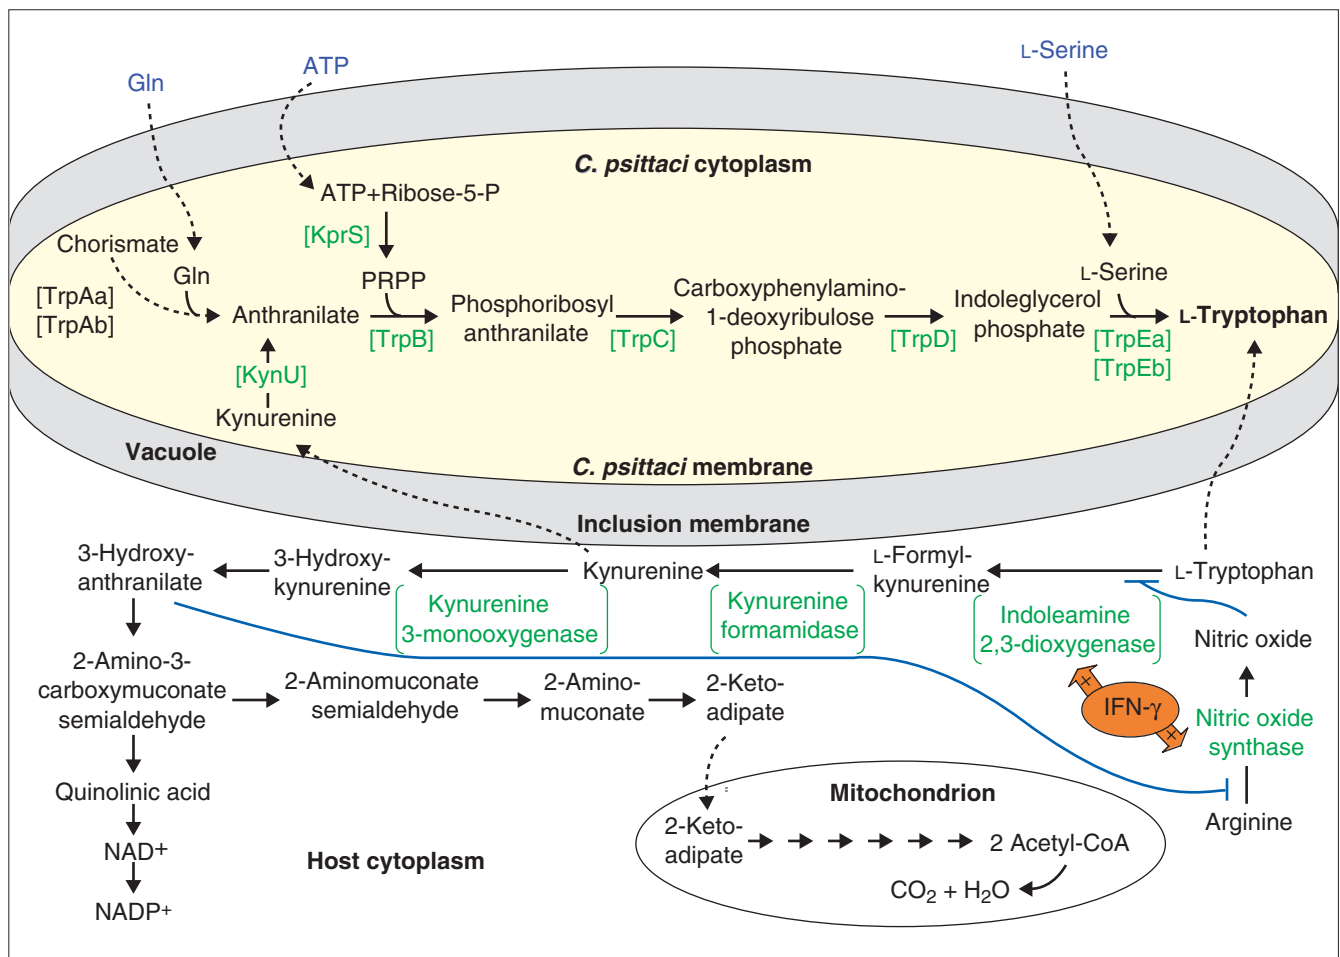 Gln
ATP
L-Serine
C. psittaci cytoplasm
ATP+Ribose-5-P
[KprS]
Chorismate
Gln
[TrpAa]
[TrpAb]
Anthranilate
PRPP
[TrpB]
Phosphoribosyl
anthranilate
[TrpC]
Carboxyphenylamino-
1-deoxyribulose
phosphate
[TrpD]
Indoleglycerol
phosphate
L-Serine
[TrpEa]
[TrpEb]
L-Tryptophan
[KynU]
Kynurenine
Vacuole
C. psittaci membrane
Inclusion membrane
3-Hydroxy-
anthranilate
3-Hydroxy-
kynurenine
Kynurenine
L-Formyl-
kynurenine
L-Tryptophan
Kynurenine
3-monooxygenase
Kynurenine
formamidase
Indoleamine
2,3-dioxygenase
Nitric oxide
2-Amino-3-
carboxymuconate
semialdehyde
2-Aminomuconate
semialdehyde
2-Amino-
muconate
2-Keto-
adipate
+
IFN-γ
+
Nitric oxide
synthase
Arginine
Quinolinic acid
NAD+
NADP+
Host cytoplasm
Mitochondrion
2-Keto-
adipate
2 Acetyl-CoA
CO2 + H2O